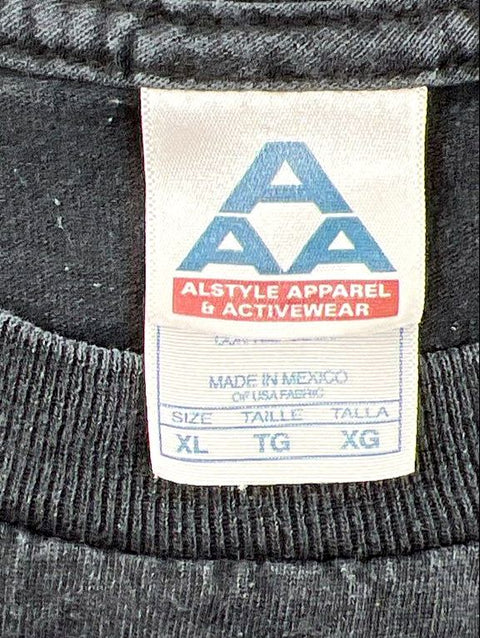 A
A A
ALSTYLE APPAREL
& ACTIVEWEAR
MADE IN MEXICO
OF USA FABRIC
SIZE TAILLE TALLA
XL TG XG